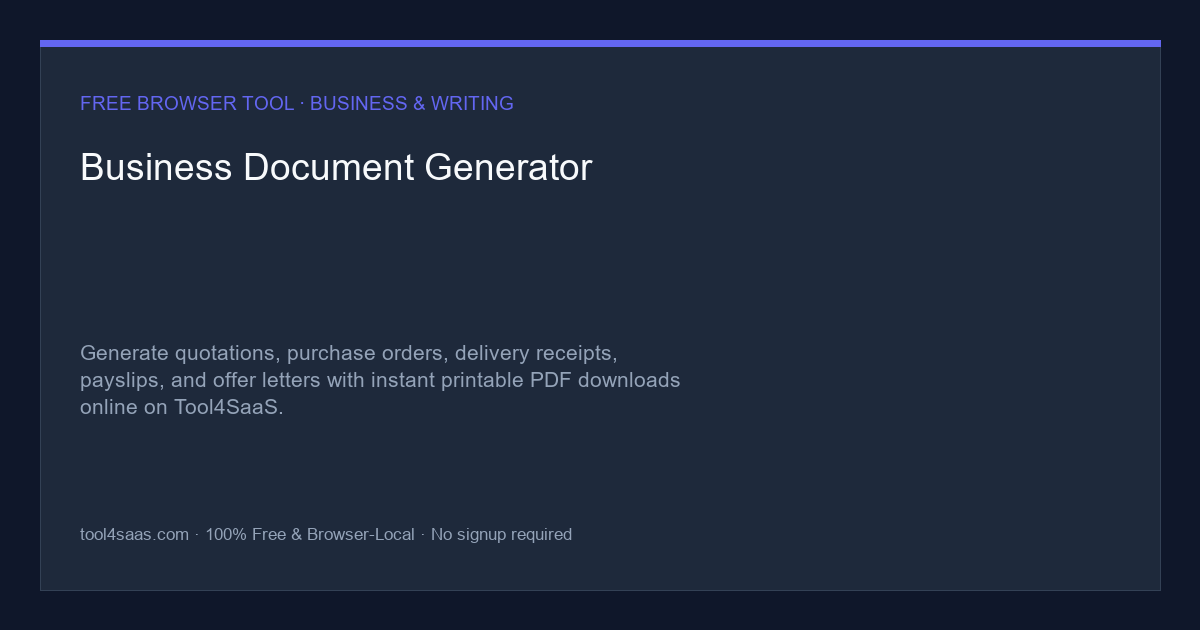 FREE BROWSER TOOL · BUSINESS & WRITING
Business Document Generator
Generate quotations, purchase orders, delivery receipts,
payslips, and offer letters with instant printable PDF downloads
online on Tool4SaaS.
tool4saas.com · 100% Free & Browser-Local · No signup required